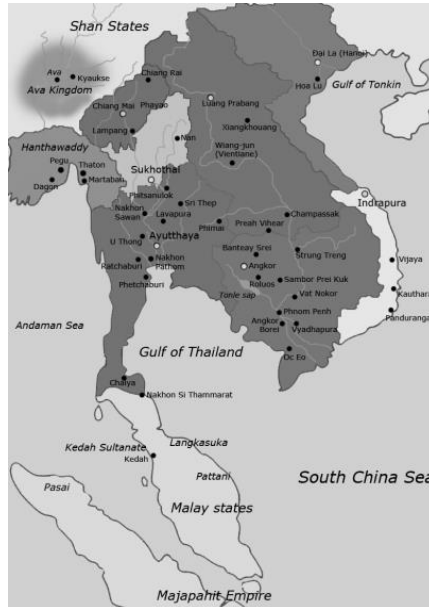 Shan States
Đại La (Hanoi)
Ava
Kyaukse
Ava Kingdom
Chiang Rai
Hoa Lu
Gulf of Tonkin
Chiang Mai
Phayao
Luang Prabang
Xiangkhouang
Lampang
Nan
Hanthawaddy
Wiang-jun
(Vientiane)
Pegu
Thaton
Martaban
Dagon
Sukhothai
Phitsanulok
Indrapura
Nakhon
Sawan
Sri Thep
Lavapura
Champassak
Phimai
Preah Vihear
U Thong
Ayutthaya
Banteay Srei
Strung Treng
Vijaya
Patchaburi
Nakhon
Pathom
Angkor
Roluos
Sambor Prei Kuk
Phetchaburi
Tonle sap
Vat Nokor
Kauthara
Phnom Penh
Panduranga
Angkor
Borei
Vyadhapura
Andaman Sea
Gulf of Thailand
Oc Eo
Chaiya
Nakhon Si Thammarat
Langkasuka
Kedah Sultanate
Kedah
Pattani
South China Sea
Pasai
Malay states
Majapahit Empire